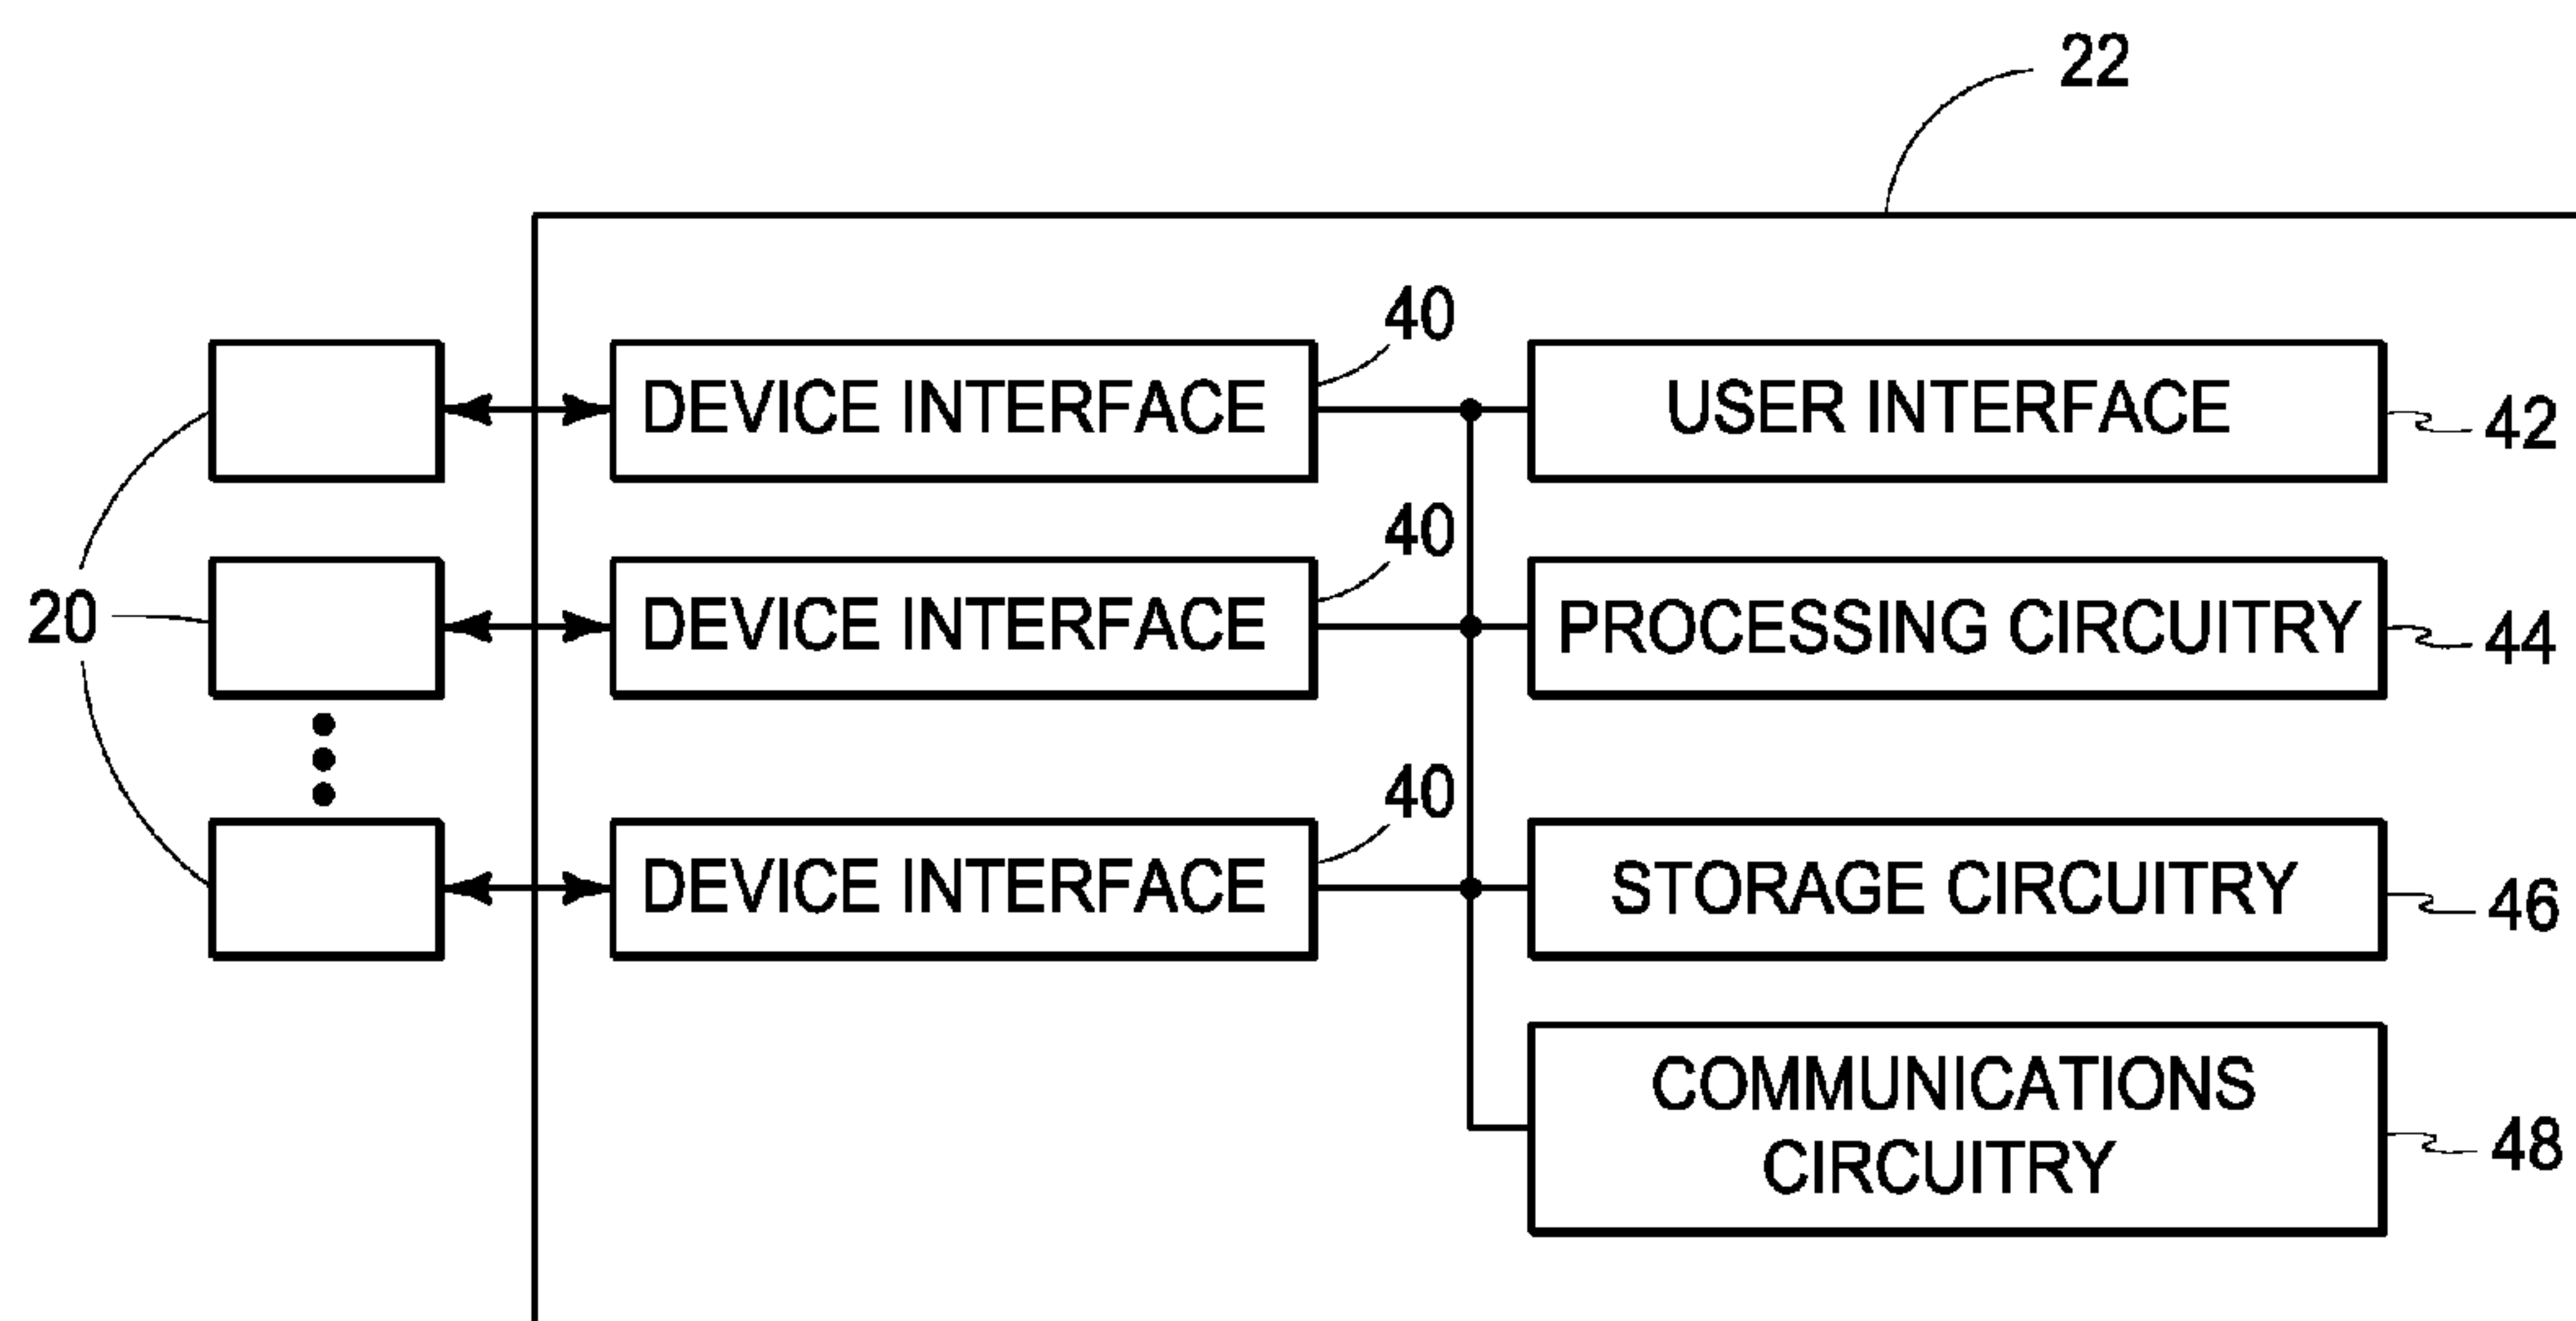 22
40
DEVICE INTERFACE
USER INTERFACE
42
40
20
DEVICE INTERFACE
PROCESSING CIRCUITRY
44
40
DEVICE INTERFACE
STORAGE CIRCUITRY
46
COMMUNICATIONS
CIRCUITRY
48